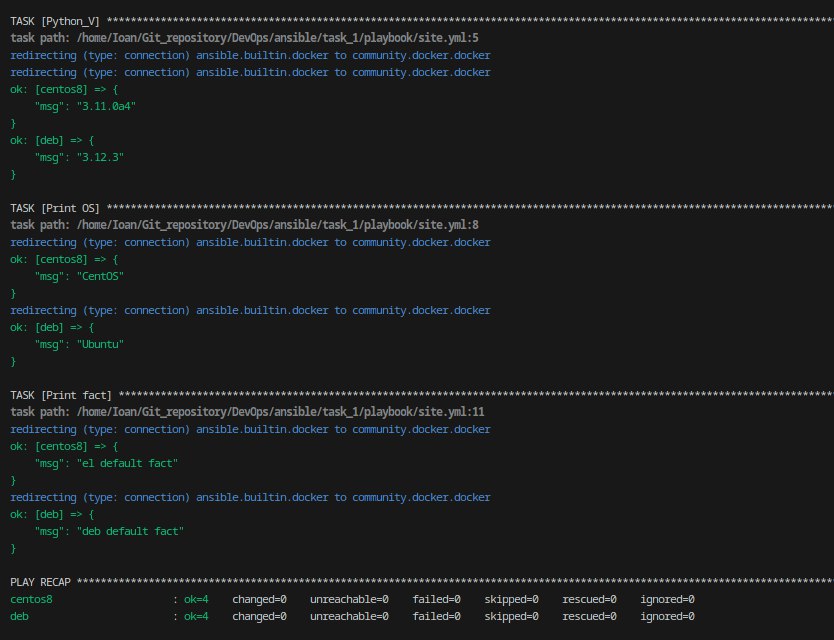 TASK [Python_V] ****************************************************************************************************************************
task path: /home/Ioan/Git_repository/DevOps/ansible/task_1/playbook/site.yml:5
redirecting (type: connection) ansible.builtin.docker to community.docker.docker
redirecting (type: connection) ansible.builtin.docker to community.docker.docker
ok: [centos8] => {
    "msg": "3.11.0a4"
}
ok: [deb] => {
    "msg": "3.12.3"
}
TASK [Print OS] ****************************************************************************************************************************
task path: /home/Ioan/Git_repository/DevOps/ansible/task_1/playbook/site.yml:8
redirecting (type: connection) ansible.builtin.docker to community.docker.docker
ok: [centos8] => {
    "msg": "CentOS"
}
redirecting (type: connection) ansible.builtin.docker to community.docker.docker
ok: [deb] => {
    "msg": "Ubuntu"
}
TASK [Print fact] **************************************************************************************************************************
task path: /home/Ioan/Git_repository/DevOps/ansible/task_1/playbook/site.yml:11
redirecting (type: connection) ansible.builtin.docker to community.docker.docker
ok: [centos8] => {
    "msg": "el default fact"
}
redirecting (type: connection) ansible.builtin.docker to community.docker.docker
ok: [deb] => {
    "msg": "deb default fact"
}
PLAY RECAP *********************************************************************************************************************************
centos8                    : ok=4    changed=0    unreachable=0    failed=0    skipped=0    rescued=0    ignored=0
deb                        : ok=4    changed=0    unreachable=0    failed=0    skipped=0    rescued=0    ignored=0